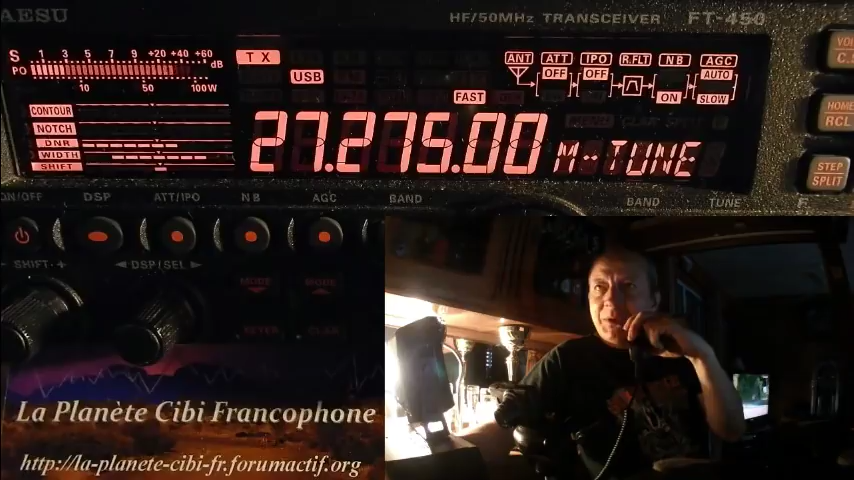 AESU HF/50MHz TRANSCEIVER FT-450
S 1 3 5 7 9 +20 +40 +60 dB
PO 10 50 100W
TX
USB
FAST
ANT ATT IPO R.FLT NB AGC
OFF OFF AUTO
ON SLOW
CONTOUR
NOTCH
DNR
WIDTH
SHIFT
27.275.00 M-TUNE
HOME
RCL
STEP
SPLIT
ON/OFF DSP ATT/IPO NB AGC BAND BAND TUNE F
- SHIFT + ◄ DSP/SEL ►
MODE MODE
La Planète Cibi Francophone
http://la-planete-cibi-fr.forumactif.org